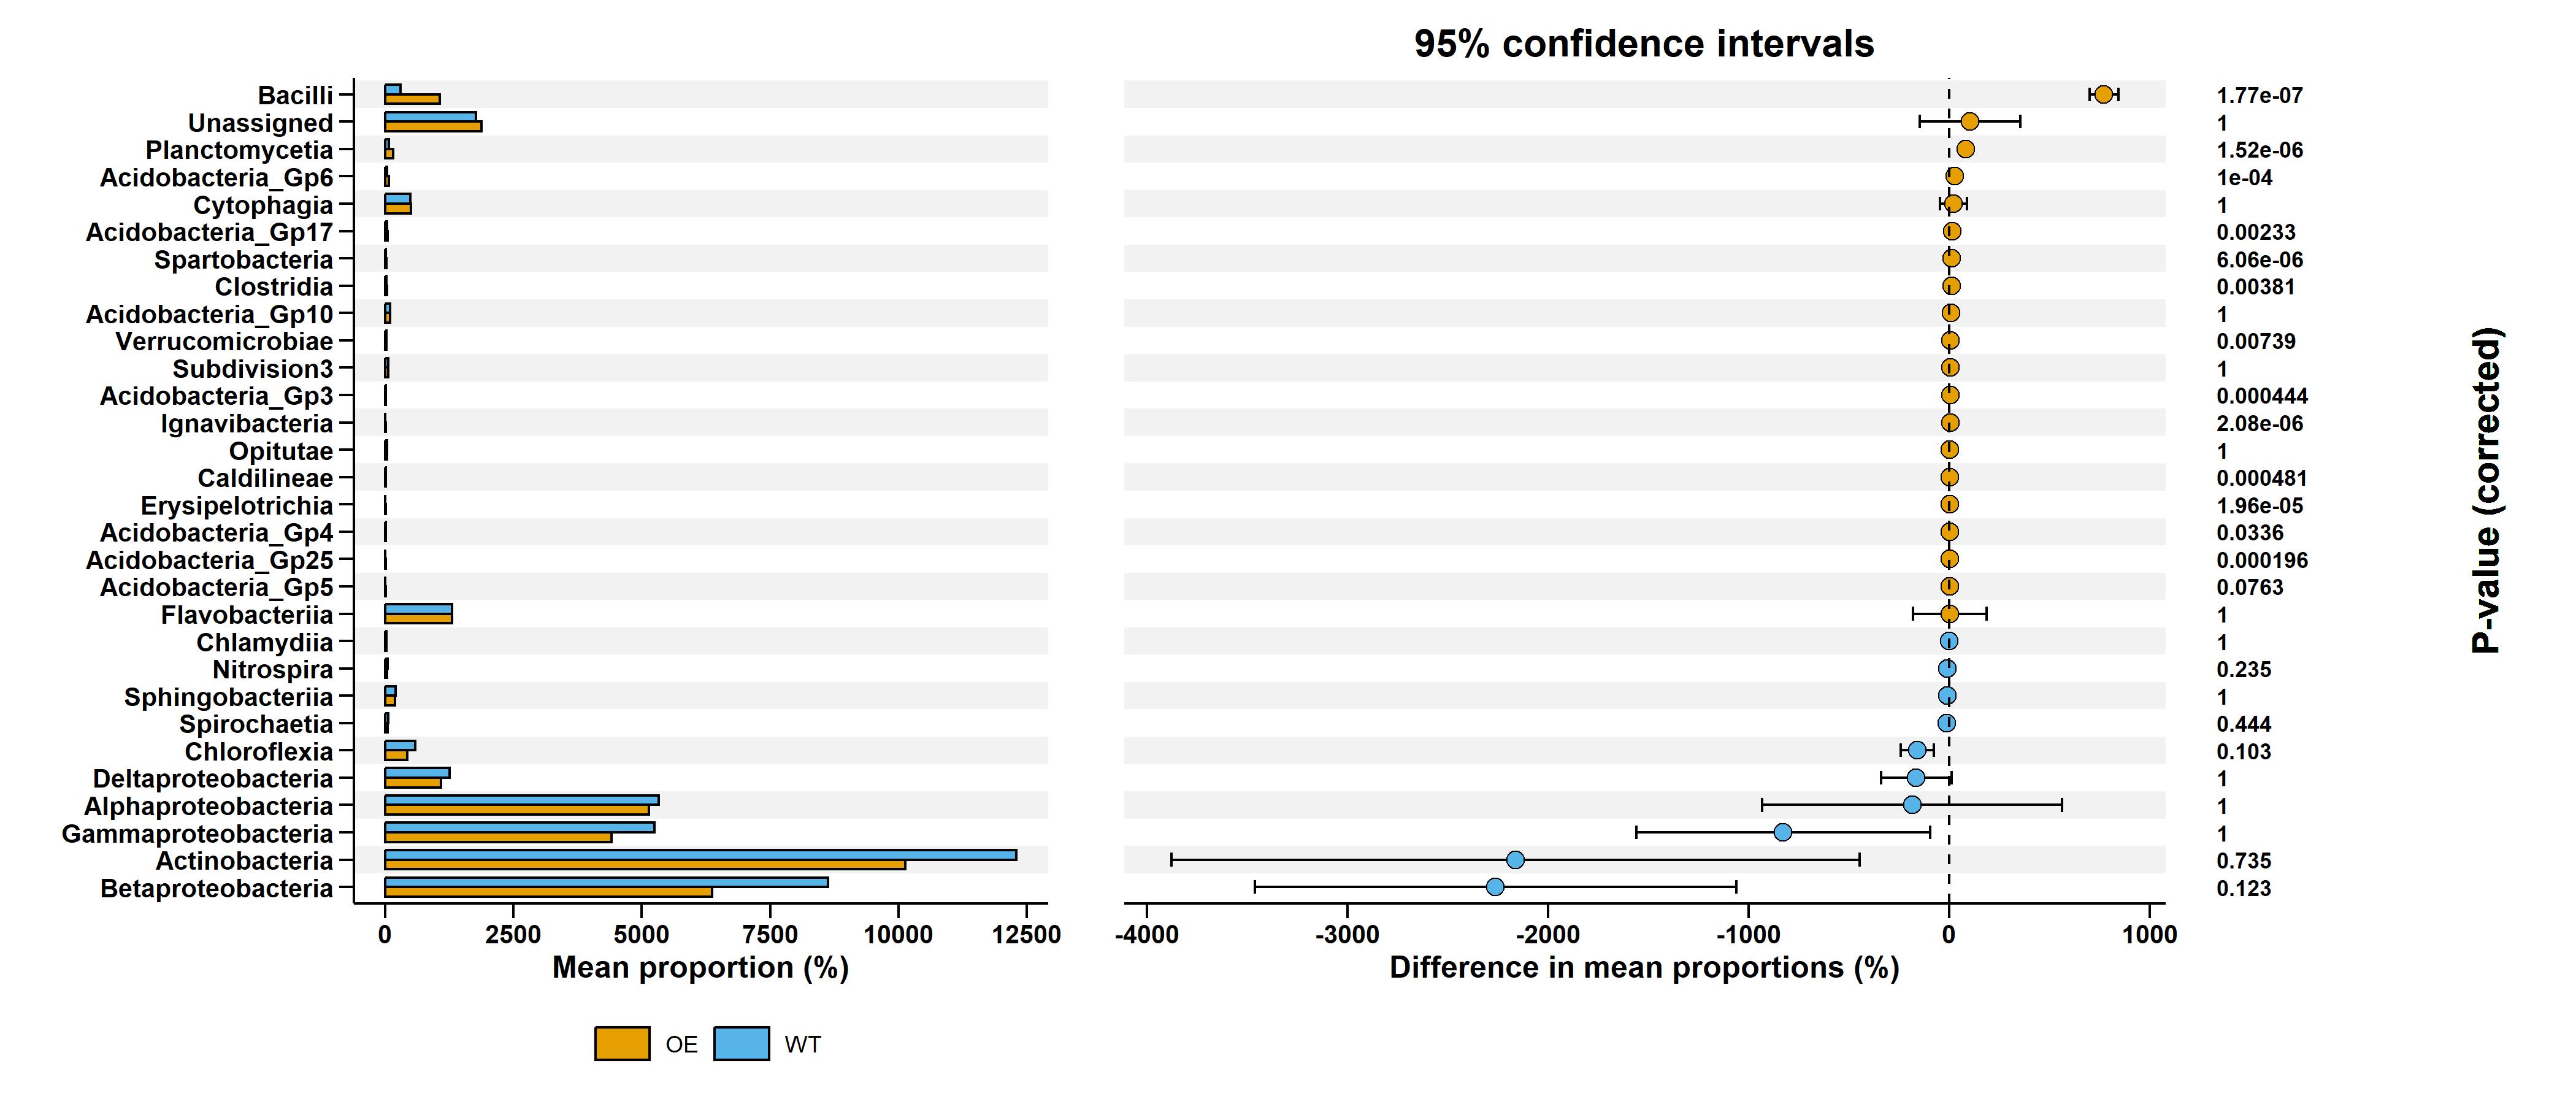 95% confidence intervals
Bacilli 1.77e-07
Unassigned 1
Planctomycetia 1.52e-06
Acidobacteria_Gp6 1e-04
Cytophagia 1
Acidobacteria_Gp17 0.00233
Spartobacteria 6.06e-06
Clostridia 0.00381
Acidobacteria_Gp10 1
Verrucomicrobiae 0.00739
Subdivision3 1
Acidobacteria_Gp3 0.000444
Ignavibacteria 2.08e-06
Opitutae 1
Caldilineae 0.000481
Erysipelotrichia 1.96e-05
Acidobacteria_Gp4 0.0336
Acidobacteria_Gp25 0.000196
Acidobacteria_Gp5 0.0763
Flavobacteriia 1
Chlamydiia 1
Nitrospira 0.235
Sphingobacteriia 1
Spirochaetia 0.444
Chloroflexia 0.103
Deltaproteobacteria 1
Alphaproteobacteria 1
Gammaproteobacteria 1
Actinobacteria 0.735
Betaproteobacteria 0.123
P-value (corrected)
0 2500 5000 7500 10000 12500 -4000 -3000 -2000 -1000 0 1000
Mean proportion (%) Difference in mean proportions (%)
OE WT